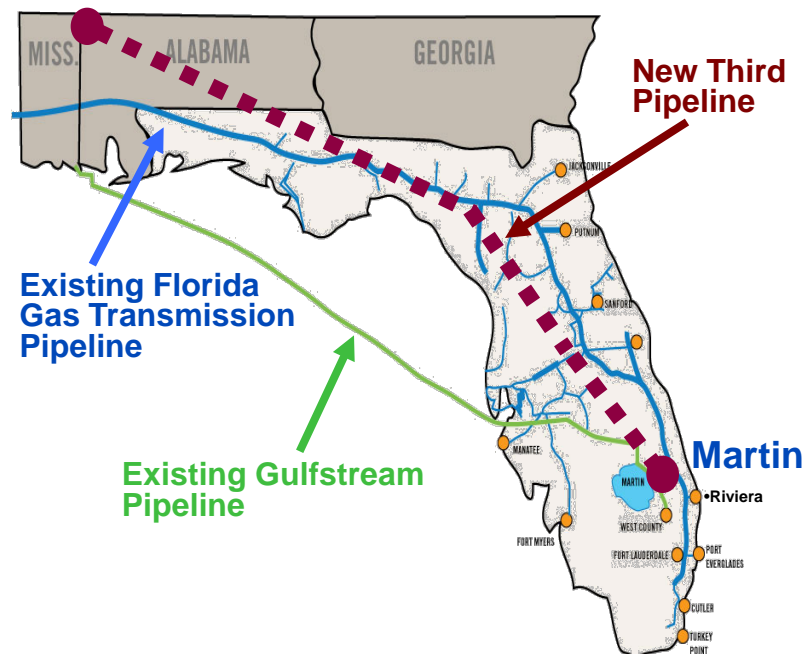 MISS.
ALABAMA
GEORGIA
New Third
Pipeline
JACKSONVILLE
PUTNUM
Existing Florida
Gas Transmission
Pipeline
SANFORD
Existing Gulfstream
Pipeline
MANATEE
Martin
MARTIN
•Riviera
WEST COUNTY
FORT MYERS
FORT LAUDERDALE
PORT
EVERGLADES
CUTLER
TURKEY
POINT